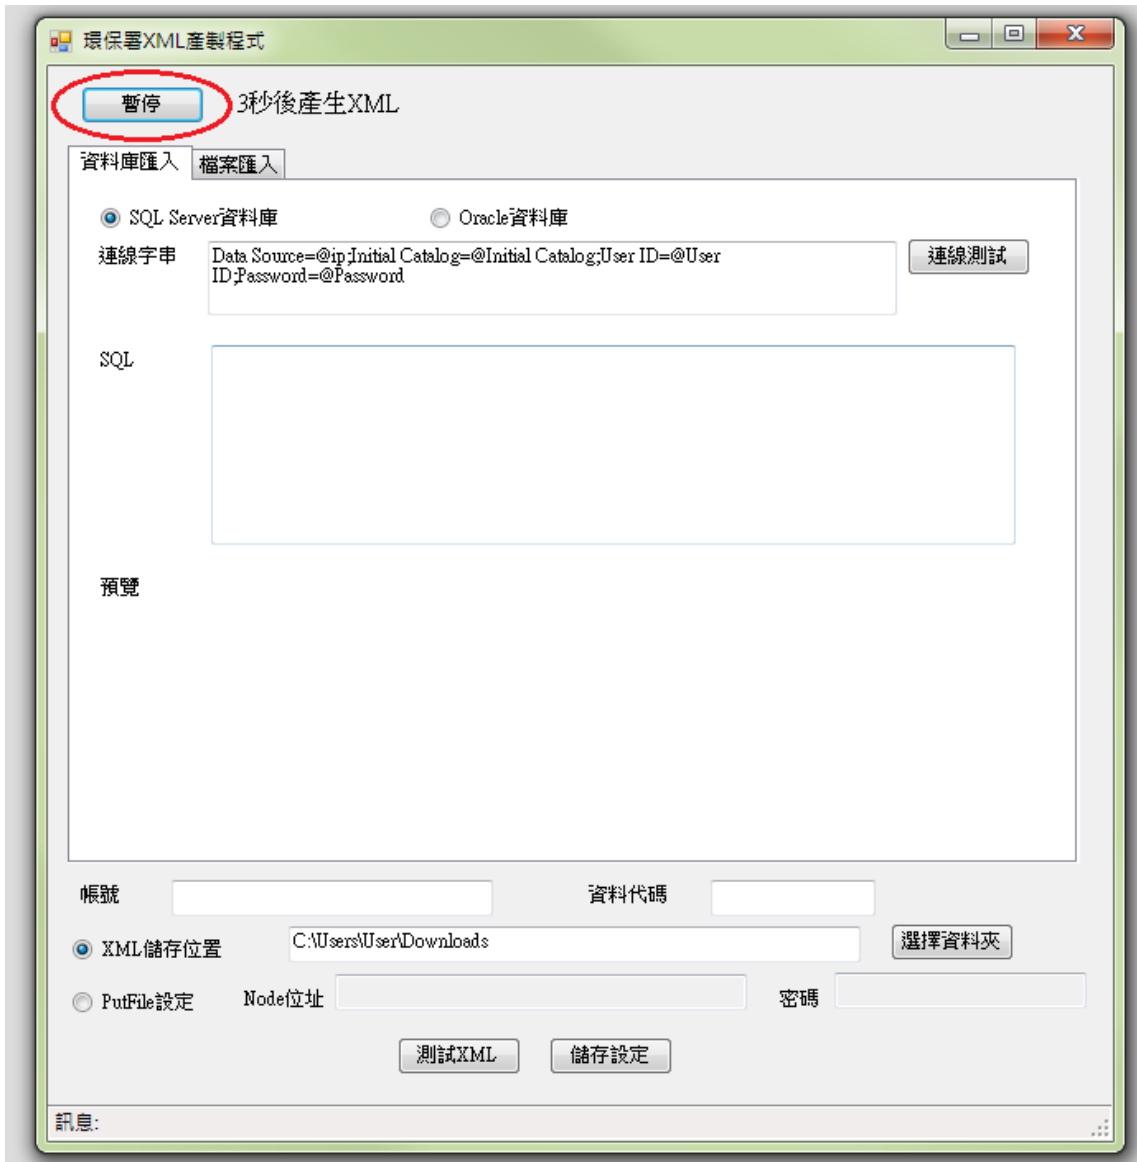 環保署XML產製程式
暫停 3秒後產生XML
資料庫匯入 檔案匯入
SQL Server資料庫 Oracle資料庫
連線字串 Data Source=@ip;Initial Catalog=@Initial Catalog;User ID=@User 連線測試
ID;Password=@Password
SQL
預覽
帳號 資料代碼
XML儲存位置 C:\Users\User\Downloads 選擇資料夾
PutFile設定 Node位址 密碼
測試XML 儲存設定
訊息: